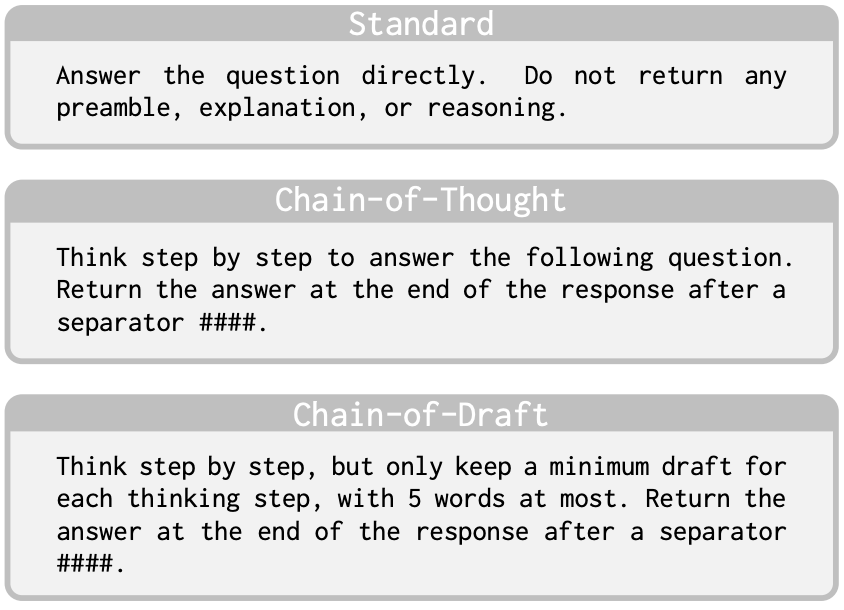 Standard
Answer the question directly. Do not return any
preamble, explanation, or reasoning.
Chain-of-Thought
Think step by step to answer the following question.
Return the answer at the end of the response after a
separator ####.
Chain-of-Draft
Think step by step, but only keep a minimum draft for
each thinking step, with 5 words at most. Return the
answer at the end of the response after a separator
####.